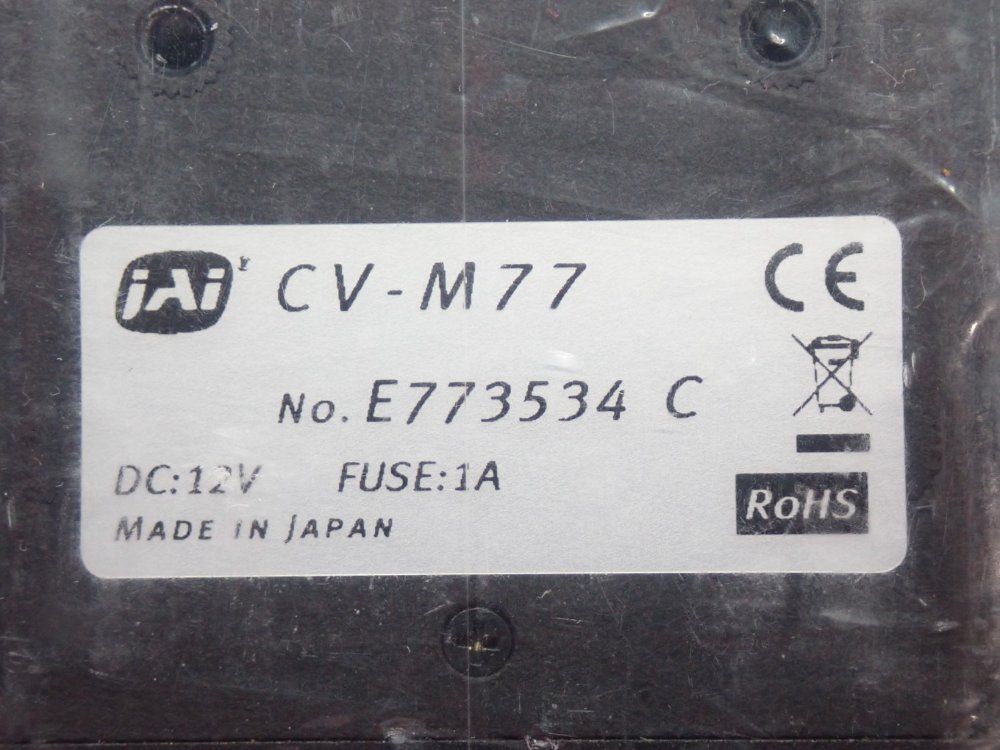 jAi CV-M77
CE
No. E773534 C
DC:12V FUSE:1A
MADE IN JAPAN
RoHS